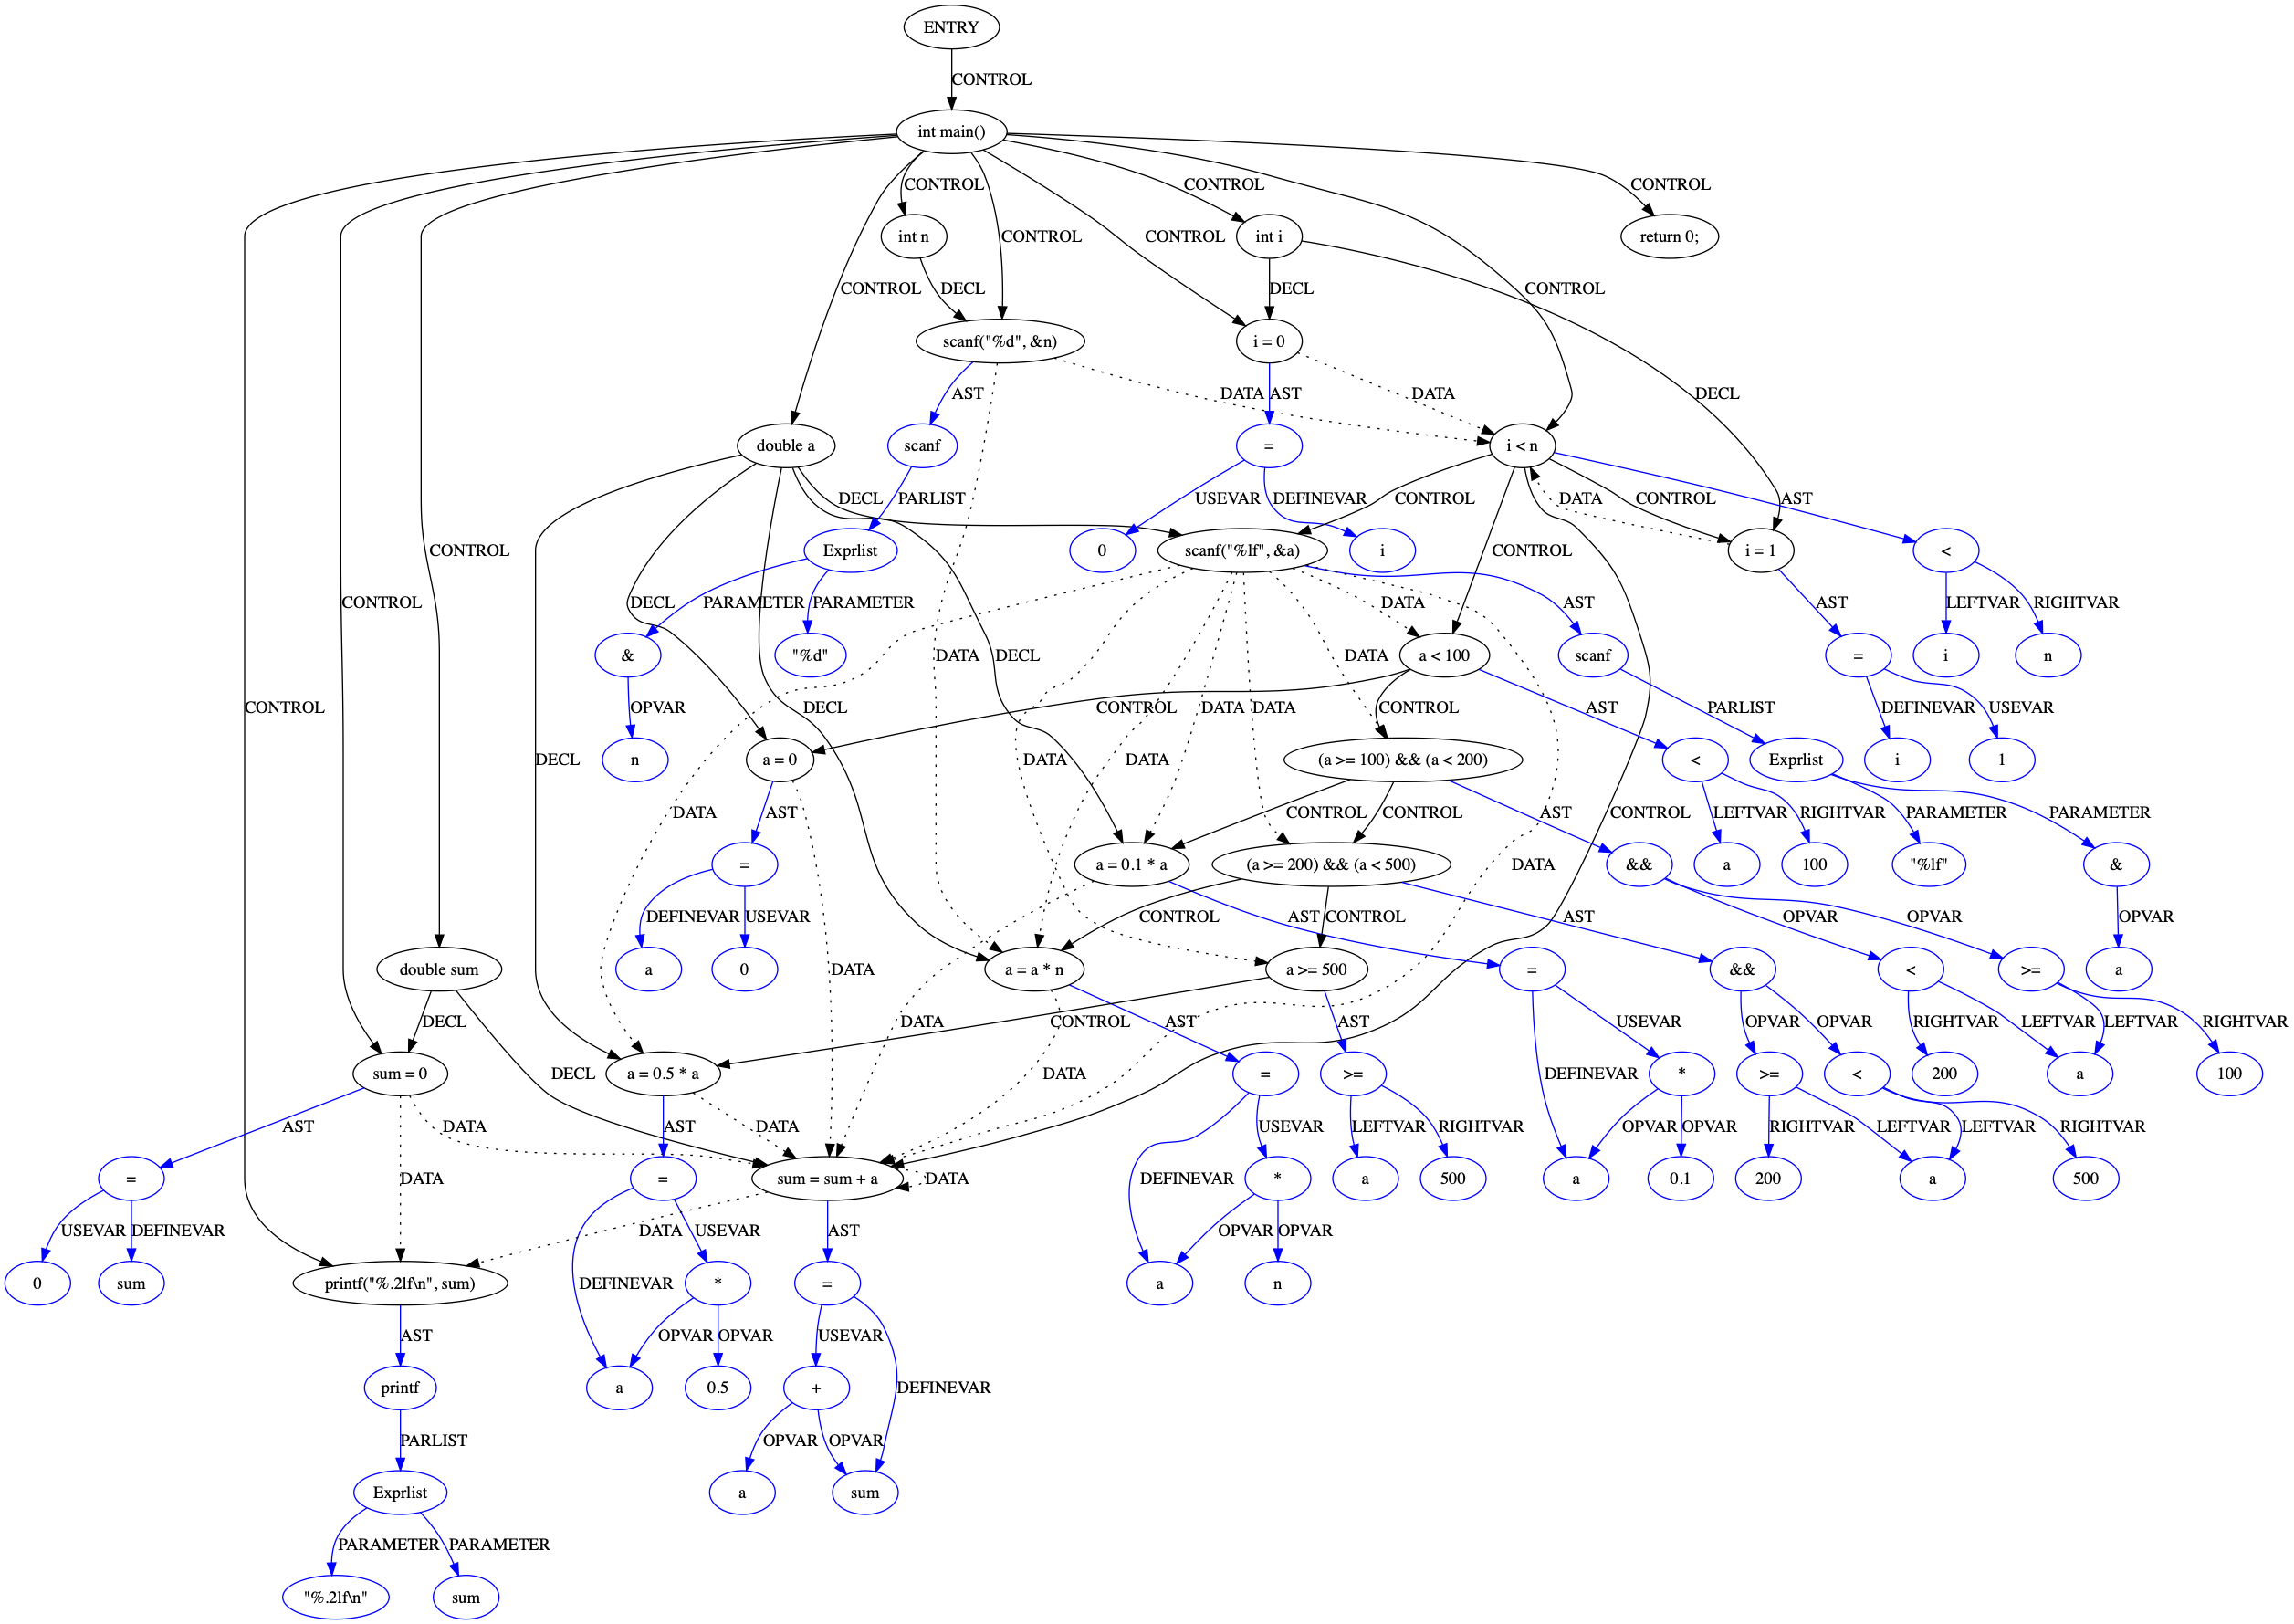 ENTRY
CONTROL
int main()
CONTROL
CONTROL
CONTROL
int n
int i
return 0;
CONTROL
CONTROL
CONTROL
DECL
DECL
CONTROL
scanf("%d", &n)
i = 0
AST
DATA
AST
DATA
DECL
double a
scanf
=
i < n
DECL
PARLIST
USEVAR
DEFINEVAR
CONTROL
DATA
CONTROL
AST
CONTROL
Exprlist
0
scanf("%lf", &a)
i
CONTROL
i = 1
<
DECL
PARAMETER
PARAMETER
DATA
AST
AST
LEFTVAR
RIGHTVAR
CONTROL
&
"%d"
DATA
DECL
DATA
a < 100
scanf
=
i
n
CONTROL
OPVAR
DECL
CONTROL
DATA
DATA
CONTROL
AST
PARLIST
DEFINEVAR
USEVAR
DECL
n
a = 0
DATA
DATA
(a >= 100) && (a < 200)
<
Exprlist
i
1
DATA
AST
CONTROL
CONTROL
CONTROL
AST
LEFTVAR
RIGHTVAR
PARAMETER
PARAMETER
=
a = 0.1 * a
(a >= 200) && (a < 500)
DATA
&&
a
100
"%lf"
&
DEFINEVAR
USEVAR
CONTROL
AST
CONTROL
AST
OPVAR
OPVAR
OPVAR
double sum
a
0
DATA
a = a * n
a >= 500
=
&&
<
>=
a
DECL
DATA
CONTROL
AST
AST
USEVAR
OPVAR
OPVAR
RIGHTVAR
LEFTVAR
LEFTVAR
RIGHTVAR
sum = 0
DECL
a = 0.5 * a
DATA
=
>=
DEFINEVAR
*
>=
<
200
a
100
AST
DATA
AST
DATA
USEVAR
LEFTVAR
RIGHTVAR
OPVAR
OPVAR
RIGHTVAR
LEFTVAR
LEFTVAR
RIGHTVAR
=
DATA
=
sum = sum + a
DATA
DEFINEVAR
*
a
500
a
0.1
200
a
500
USEVAR
DEFINEVAR
DATA
USEVAR
AST
OPVAR
OPVAR
0
sum
printf("%.2lf\n", sum)
DEFINEVAR
*
=
a
n
AST
OPVAR
OPVAR
USEVAR
printf
a
0.5
+
DEFINEVAR
PARLIST
OPVAR
OPVAR
Exprlist
a
sum
PARAMETER
PARAMETER
"%.2lf\n"
sum